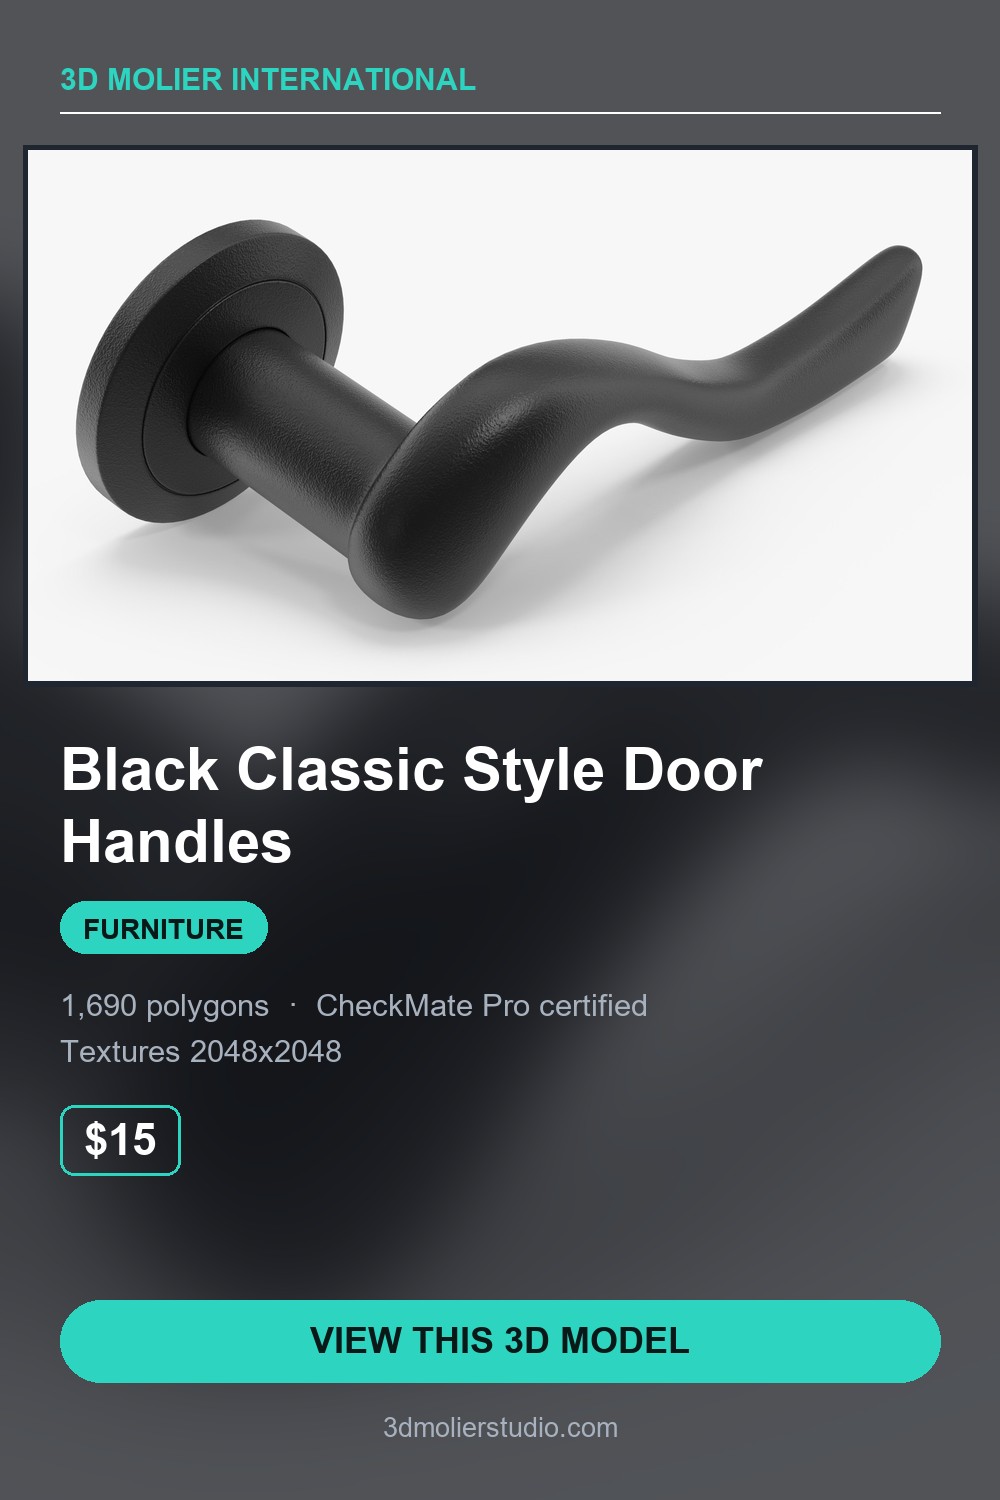 3D MOLIER INTERNATIONAL
Black Classic Style Door
Handles
FURNITURE
1,690 polygons · CheckMate Pro certified
Textures 2048x2048
$15
VIEW THIS 3D MODEL
3dmolierstudio.com